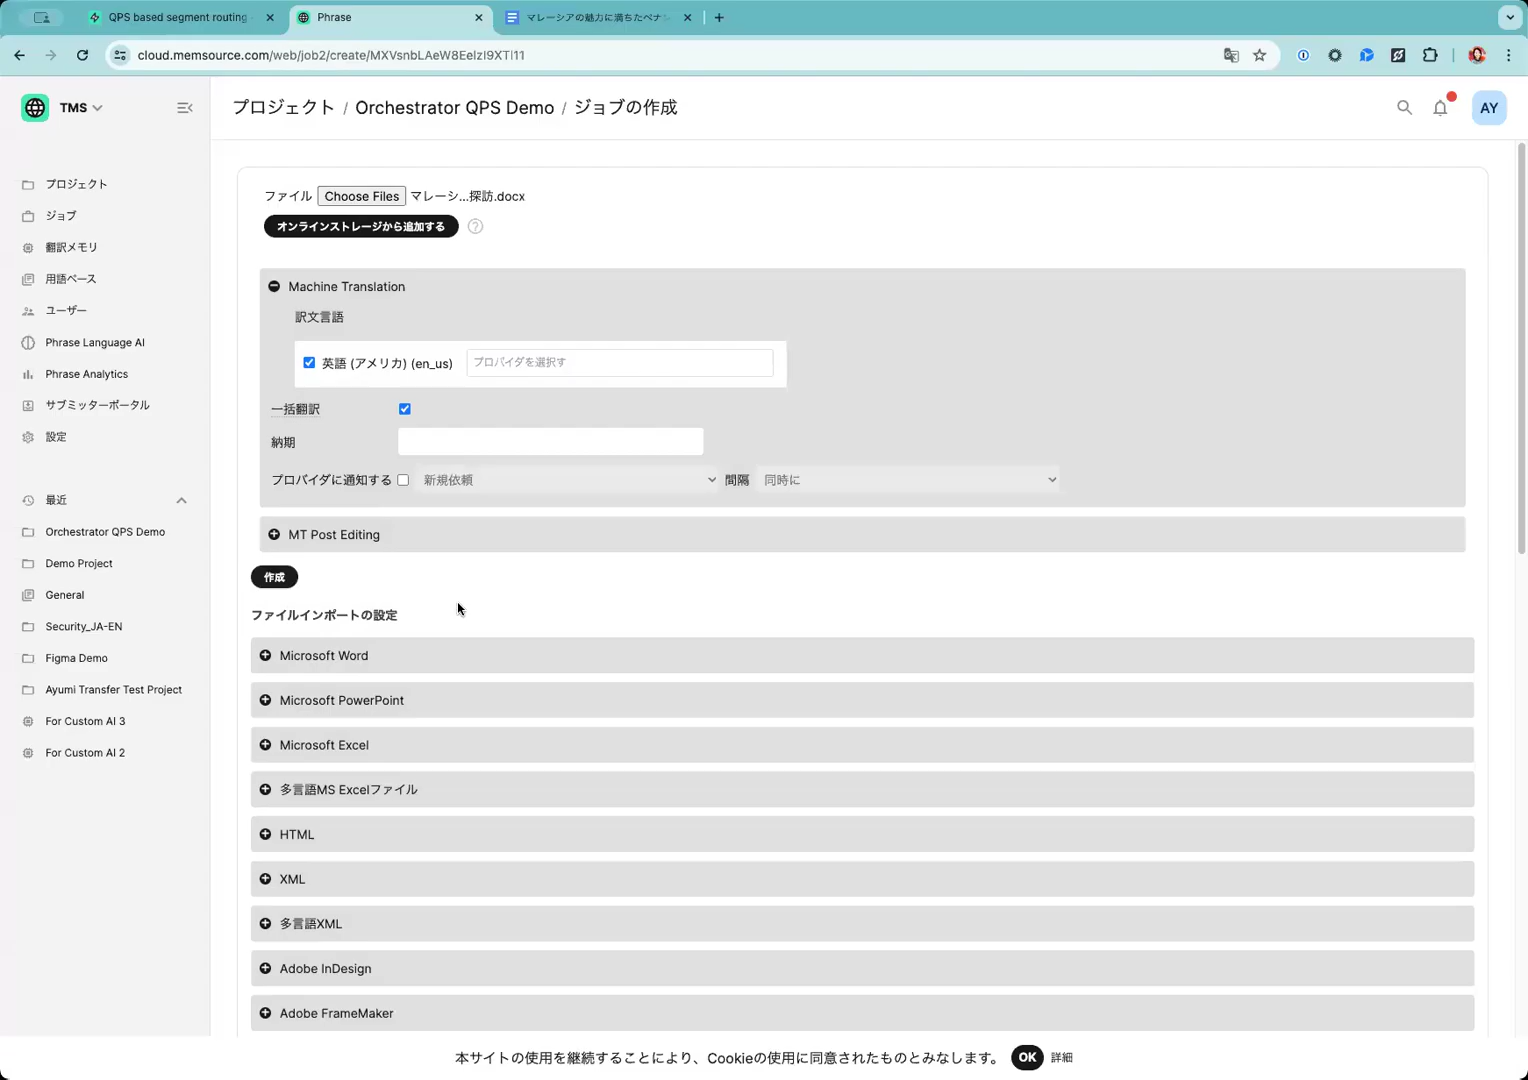 QPS based segment routing
Phrase
マレーシアの魅力に満ちたペナン
cloud.memsource.com/web/job2/create/MXVsnbLAeW8EelzI9XTI11
TMS
プロジェクト / Orchestrator QPS Demo / ジョブの作成
AY
プロジェクト
ジョブ
翻訳メモリ
用語ベース
ユーザー
Phrase Language AI
Phrase Analytics
サブミッターポータル
設定
最近
Orchestrator QPS Demo
Demo Project
General
Security_JA-EN
Figma Demo
Ayumi Transfer Test Project
For Custom AI 3
For Custom AI 2
ファイル Choose Files マレーシ...探訪.docx
オンラインストレージから追加する ?
Machine Translation
訳文言語
英語 (アメリカ) (en_us) プロバイダを選択す
一括翻訳
納期
プロバイダに通知する 新規依頼 間隔 同時に
MT Post Editing
作成
ファイルインポートの設定
Microsoft Word
Microsoft PowerPoint
Microsoft Excel
多言語MS Excelファイル
HTML
XML
多言語XML
Adobe InDesign
Adobe FrameMaker
本サイトの使用を継続することにより、Cookieの使用に同意されたものとみなします。 OK 詳細